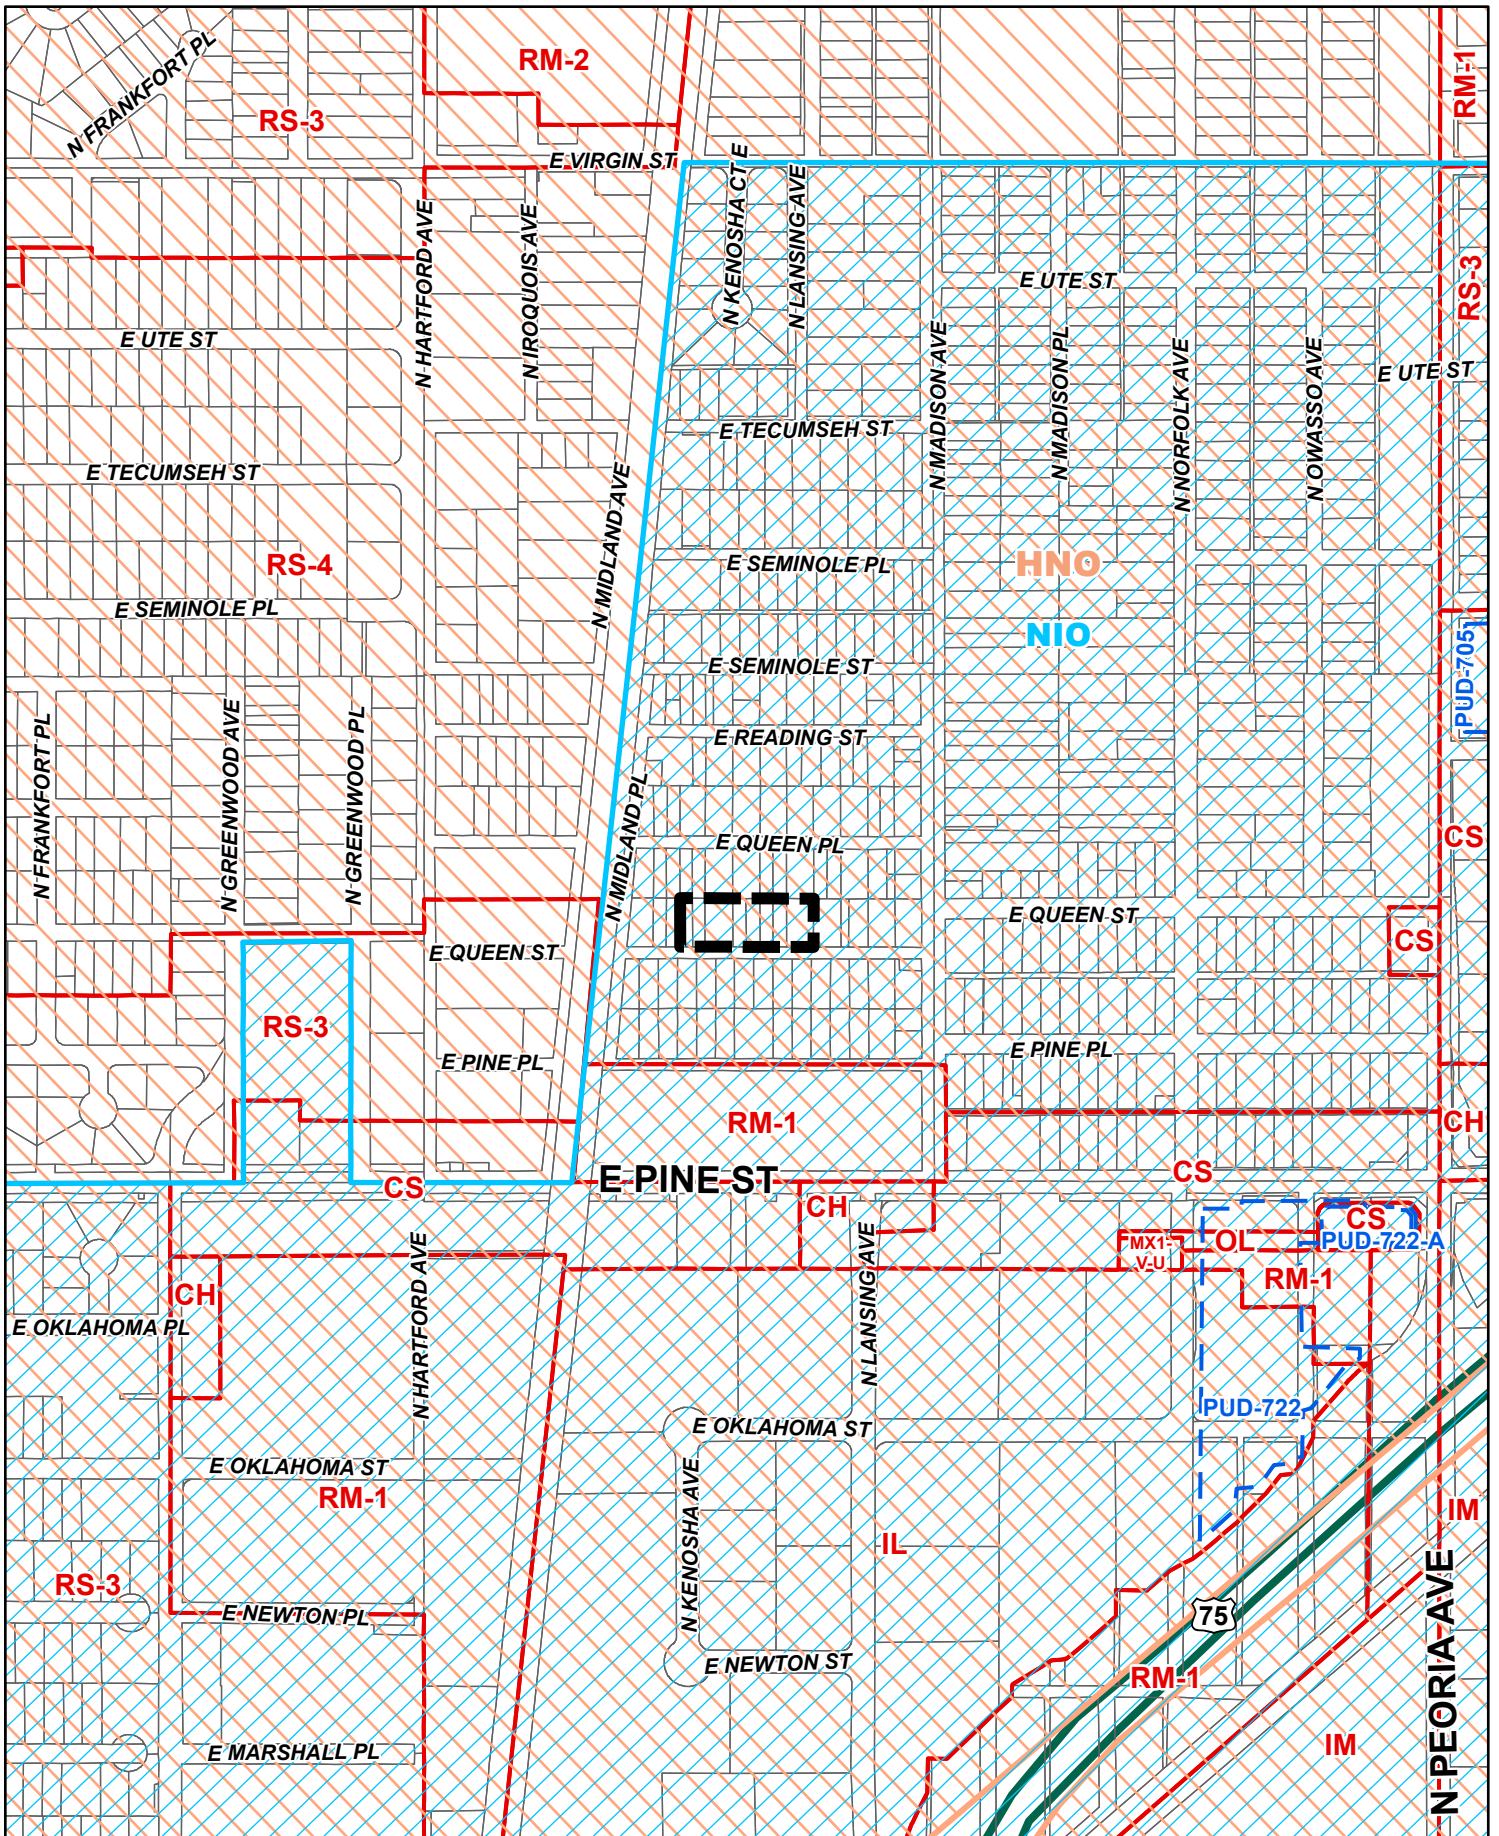 N FRANKFORT PL
RM-2
RS-3
RM-1
E VIRGIN ST
N KENOSHA CT E
N LANSING AVE
N HARTFORD AVE
N IROQUOIS AVE
E UTE ST
RS-3
E UTE ST
N MADISON AVE
N MADISON PL
N NORFOLK AVE
N OWASSO AVE
E UTE ST
E TECUMSEH ST
E TECUMSEH ST
N MIDLAND AVE
RS-4
E SEMINOLE PL
HNO
E SEMINOLE PL
NIO
PUD-705
E SEMINOLE ST
N FRANKFORT PL
N GREENWOOD AVE
N GREENWOOD PL
E READING ST
N MIDLAND PL
E QUEEN PL
CS
E QUEEN ST
CS
E QUEEN ST
RS-3
E PINE PL
E PINE PL
RM-1
CH
E PINE ST
CS
CS
CH
CS
MX1-
V-U
OL
PUD-722-A
RM-1
N HARTFORD AVE
N LANSING AVE
CH
E OKLAHOMA PL
PUD-722
E OKLAHOMA ST
E OKLAHOMA ST
RM-1
N KENOSHA AVE
IL
IM
RS-3
E NEWTON PL
75
N PEORIA AVE
E NEWTON ST
RM-1
E MARSHALL PL
IM